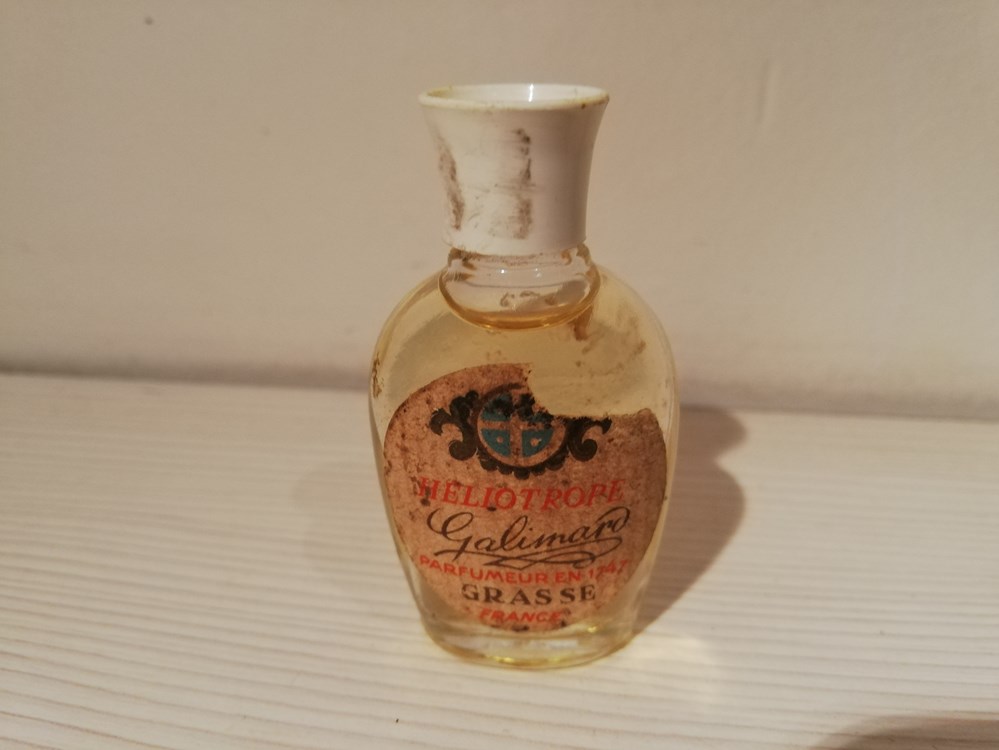 HELIOTROPE
Galimard
PARFUMEUR EN 1747
GRASSE
FRANCE